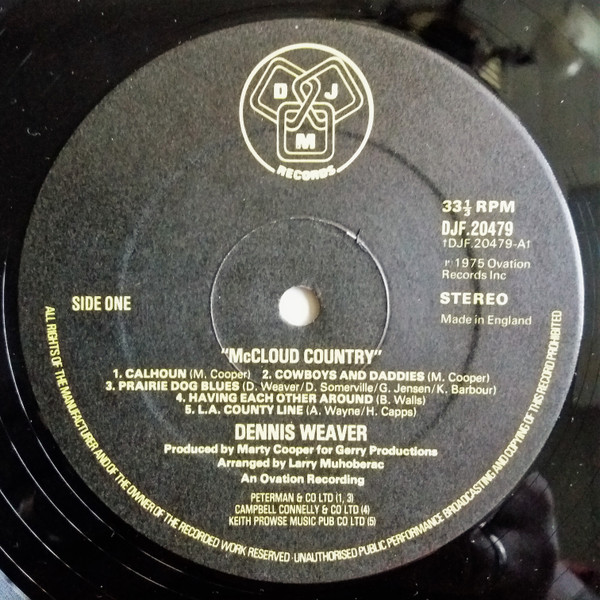 D J
M
RECORDS
33⅓ RPM
DJF.20479
†DJF.20479-A†
℗ 1975 Ovation
Records Inc
SIDE ONE
STEREO
Made in England
"McCLOUD COUNTRY"
1. CALHOUN (M. Cooper) 2. COWBOYS AND DADDIES (M. Cooper)
3. PRAIRIE DOG BLUES (D. Weaver/D. Somerville/G. Jensen/K. Barbour)
4. HAVING EACH OTHER AROUND (B. Walls)
5. L.A. COUNTY LINE (A. Wayne/H. Capps)
DENNIS WEAVER
Produced by Marty Cooper for Gerry Productions
Arranged by Larry Muhoberac
An Ovation Recording
PETERMAN & CO LTD (1, 3)
CAMPBELL CONNELLY & CO LTD (4)
KEITH PROWSE MUSIC PUB CO LTD (5)
ALL RIGHTS OF THE MANUFACTURER AND OF THE OWNER OF THE RECORDED WORK RESERVED · UNAUTHORISED PUBLIC PERFORMANCE BROADCASTING AND COPYING OF THIS RECORD PROHIBITED